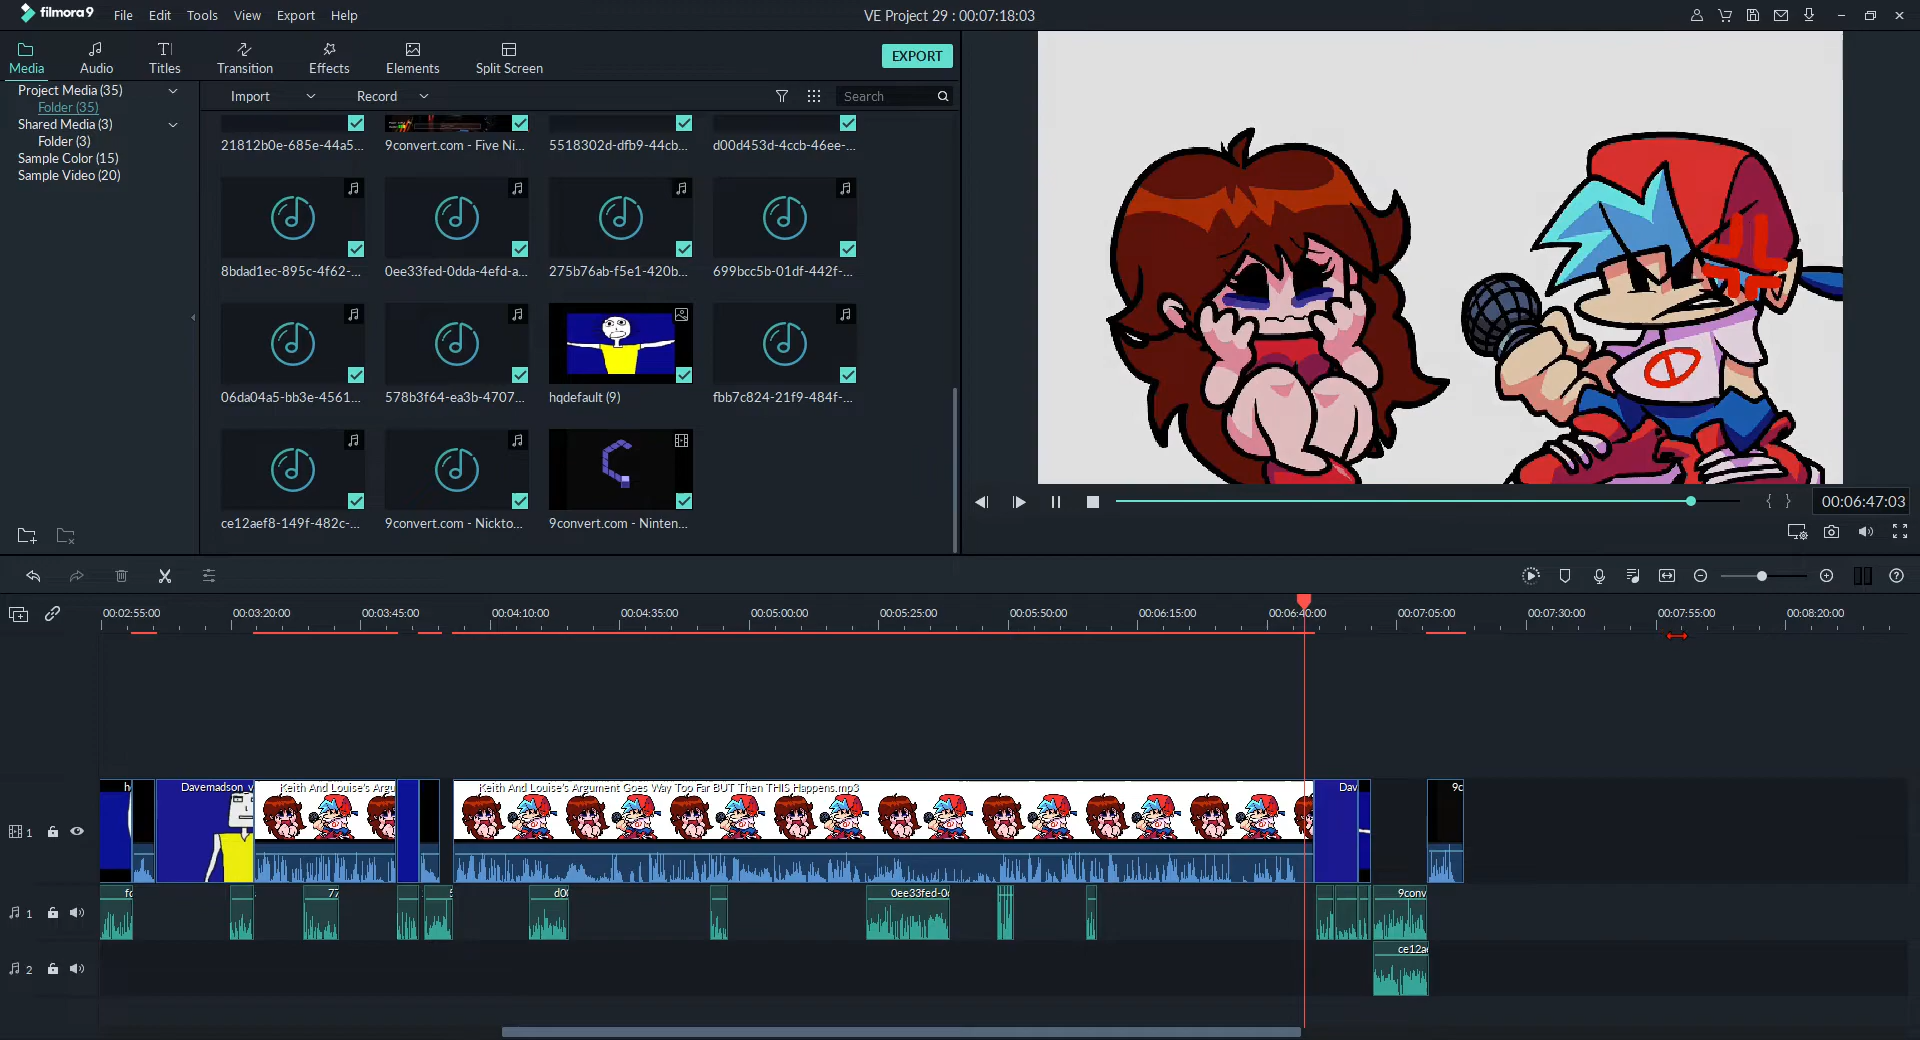 filmora9 File Edit Tools View Export Help VE Project 29 : 00:07:18:03
Media Audio Titles Transition Effects Elements Split Screen EXPORT
Project Media (35)
Folder (35)
Shared Media (3)
Folder (3)
Sample Color (15)
Sample Video (20)
Import Record Search
21812b0e-685e-44a5... 9convert.com - Five Ni... 5518302d-dfb9-44cb... d00d453d-4ccb-46ee-...
8bdad1ec-895c-4f62-... 0ee33fed-0dda-4efd-a... 275b76ab-f5e1-420b... 699bcc5b-01df-442f-...
06da04a5-bb3e-4561... 578b3f64-ea3b-4707... hqdefault (9) fbb7c824-21f9-484f-...
ce12aef8-149f-482c-... 9convert.com - Nickto... 9convert.com - Ninten...
00:06:47:03
00:02:55:00 00:03:20:00 00:03:45:00 00:04:10:00 00:04:35:00 00:05:00:00 00:05:25:00 00:05:50:00 00:06:15:00 00:06:40:00 00:07:05:00 00:07:30:00 00:07:55:00 00:08:20:00
Davemadson_v Keith And Louise's Argu Keith And Louise's Argument Goes Way Too Far BUT Then THIS Happens.mp3 Dav 9c
1
1 77 d00 0ee33fed-0d 9conv
2 ce12ae